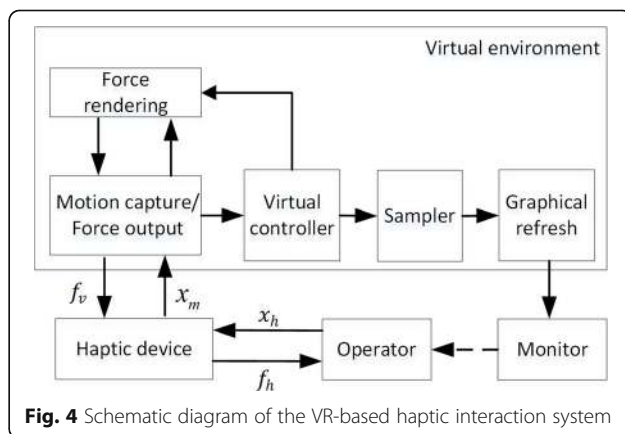 Virtual environment
Force
rendering
Motion capture/
Force output
Virtual
controller
Sampler
Graphical
refresh
f_v
x_m
x_h
Haptic device
Operator
Monitor
f_h
Fig. 4 Schematic diagram of the VR-based haptic interaction system